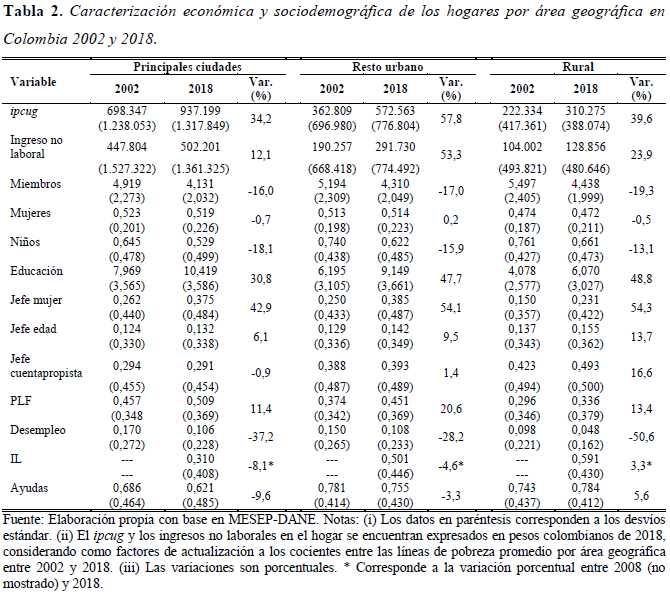 Tabla 2. Caracterización económica y sociodemográfica de los hogares por área geográfica en
Colombia 2002 y 2018.
Variable Principales ciudades Resto urbano Rural
2002 2018 Var. (%) 2002 2018 Var. (%) 2002 2018 Var. (%)
ipcug 698.347 937.199 34,2 362.809 572.563 57,8 222.334 310.275 39,6
(1.238.053) (1.317.849) (696.980) (776.804) (417.361) (388.074)
Ingreso no laboral 447.804 502.201 12,1 190.257 291.730 53,3 104.002 128.856 23,9
(1.527.322) (1.361.325) (668.418) (774.492) (493.821) (480.646)
Miembros 4,919 4,131 -16,0 5,194 4,310 -17,0 5,497 4,438 -19,3
(2,273) (2,032) (2,309) (2,049) (2,405) (1,999)
Mujeres 0,523 0,519 -0,7 0,513 0,514 0,2 0,474 0,472 -0,5
(0,201) (0,226) (0,198) (0,223) (0,187) (0,211)
Niños 0,645 0,529 -18,1 0,740 0,622 -15,9 0,761 0,661 -13,1
(0,478) (0,499) (0,438) (0,485) (0,427) (0,473)
Educación 7,969 10,419 30,8 6,195 9,149 47,7 4,078 6,070 48,8
(3,565) (3,586) (3,105) (3,661) (2,577) (3,027)
Jefe mujer 0,262 0,375 42,9 0,250 0,385 54,1 0,150 0,231 54,3
(0,440) (0,484) (0,433) (0,487) (0,357) (0,422)
Jefe edad 0,124 0,132 6,1 0,129 0,142 9,5 0,137 0,155 13,7
(0,330) (0,338) (0,336) (0,349) (0,343) (0,362)
Jefe cuentapropista 0,294 0,291 -0,9 0,388 0,393 1,4 0,423 0,493 16,6
(0,455) (0,454) (0,487) (0,489) (0,494) (0,500)
PLF 0,457 0,509 11,4 0,374 0,451 20,6 0,296 0,336 13,4
(0,348 (0,369) (0,342) (0,369) (0,346) (0,379)
Desempleo 0,170 0,106 -37,2 0,150 0,108 -28,2 0,098 0,048 -50,6
(0,272) (0,228) (0,265) (0,233) (0,221) (0,162)
IL --- 0,310 -8,1* --- 0,501 -4,6* --- 0,591 3,3*
--- (0,408) --- (0,446) --- (0,430)
Ayudas 0,686 0,621 -9,6 0,781 0,755 -3,3 0,743 0,784 5,6
(0,464) (0,485) (0,414) (0,430) (0,437) (0,412)
Fuente: Elaboración propia con base en MESEP-DANE. Notas: (i) Los datos en paréntesis corresponden a los desvíos
estándar. (ii) El ipcug y los ingresos no laborales en el hogar se encuentran expresados en pesos colombianos de 2018,
considerando como factores de actualización a los cocientes entre las líneas de pobreza promedio por área geográfica
entre 2002 y 2018. (iii) Las variaciones son porcentuales. * Corresponde a la variación porcentual entre 2008 (no
mostrado) y 2018.